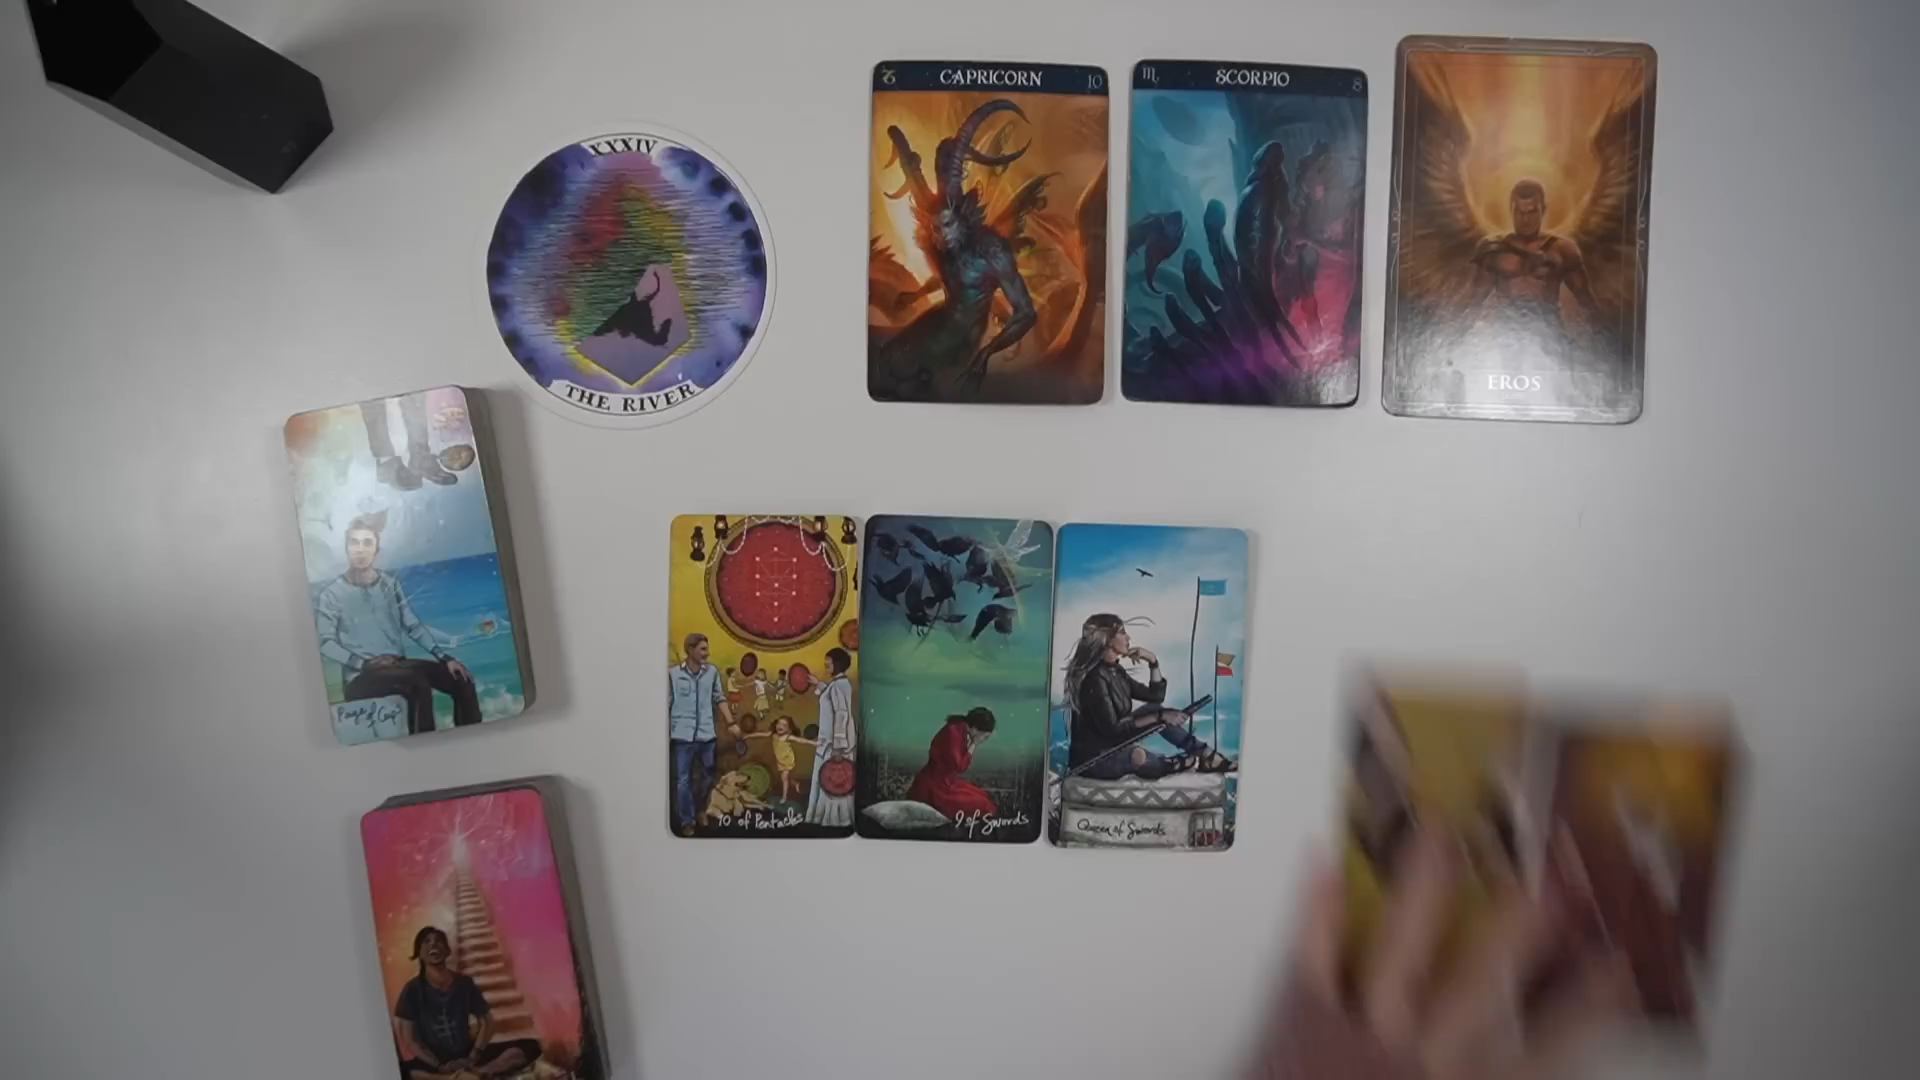 XXXIV
THE RIVER
♑ CAPRICORN 10
♏ SCORPIO 8
EROS
Page of Cups
10 of Pentacles
9 of Swords
Queen of Swords